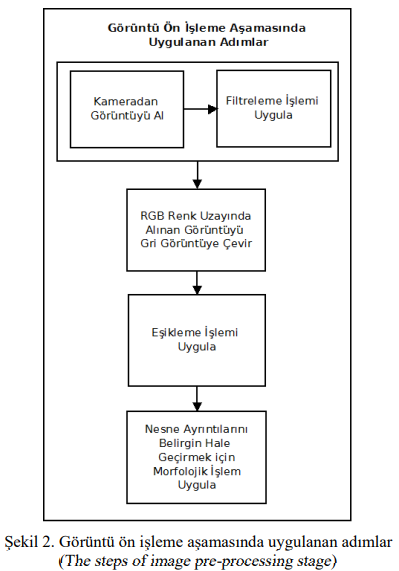 Görüntü Ön İşleme Aşamasında
Uygulanan Adımlar
Kameradan
Görüntüyü Al
Filtreleme İşlemi
Uygula
RGB Renk Uzayında
Alınan Görüntüyü
Gri Görüntüye Çevir
Eşikleme İşlemi
Uygula
Nesne Ayrıntılarını
Belirgin Hale
Geçirmek için
Morfolojik İşlem
Uygula
Şekil 2. Görüntü ön işleme aşamasında uygulanan adımlar
(The steps of image pre-processing stage)